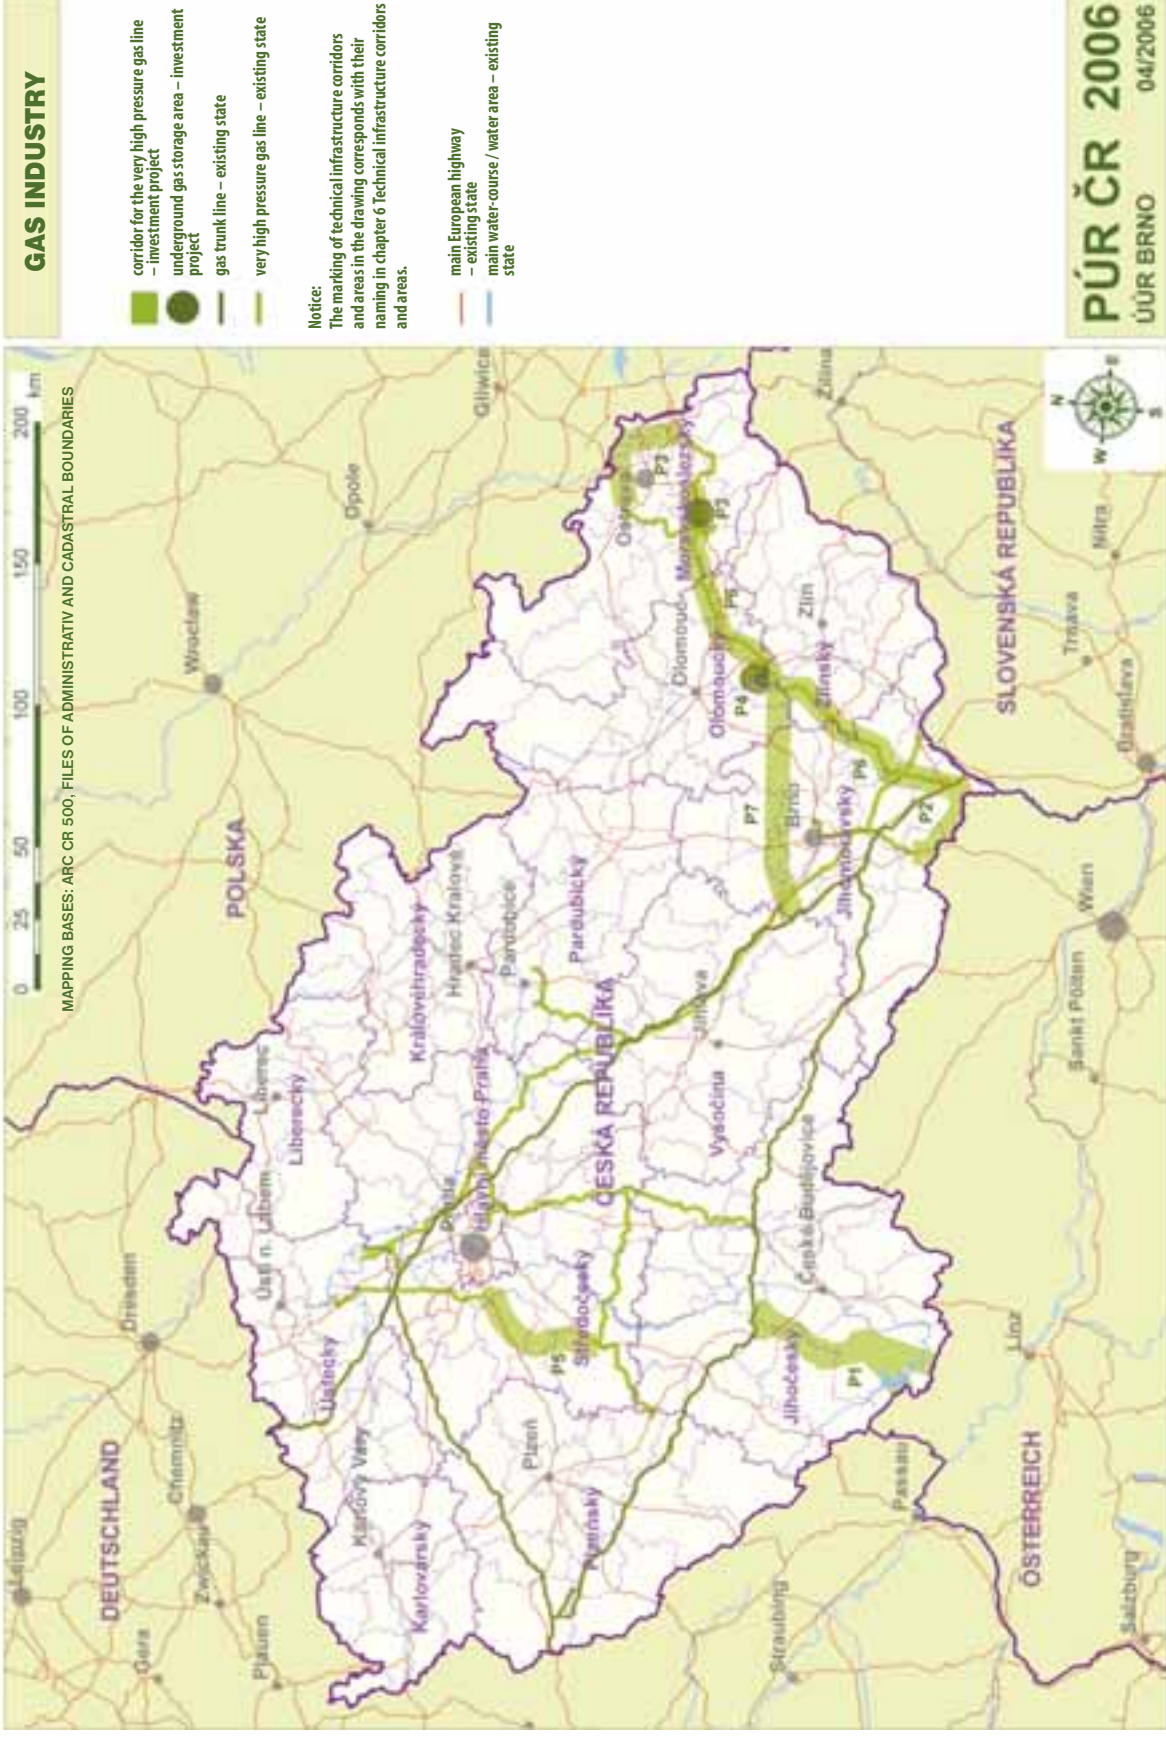 GAS INDUSTRY
corridor for the very high pressure gas line
– investment project
underground gas storage area – investment
project
gas trunk line – existing state
very high pressure gas line – existing state
Notice:
The marking of technical infrastructure corridors
and areas in the drawing corresponds with their
naming in chapter 6 Technical infrastructure corridors
and areas.
main European highway
– existing state
main water-course / water area – existing
state
PÚR ČR 2006
ÚÚR BRNO 04/2006
0 25 50 100 150 200 km
MAPPING BASES: ARC CR 500, FILES OF ADMINISTRATIV AND CADASTRAL BOUNDARIES
Leipzig
DEUTSCHLAND
Gera
Zwickau
Chemnitz
Dresden
Plauen
POLSKA
Wrocław
Opole
Gliwice
Liberec
Liberecký
Ústí n. Labem
Ústecký
Karlovy Vary
Karlovarský
Královéhradecký
Hradec Králové
Pardubice
Pardubický
Praha
Hlavní město Praha
Plzeň
Plzeňský
P5
Středočeský
ČESKÁ REPUBLIKA
Ostrava
P3
Moravskoslezský
P3
Olomouc
Olomoucký
P6
P4
P7
Jihlava
Vysočina
Brno
Zlín
Zlínský
Jihomoravský
P6
P2
České Budějovice
Jihočeský
P1
Žilina
SLOVENSKÁ REPUBLIKA
Nitra
Trnava
Bratislava
Wien
Sankt Pölten
Linz
Passau
Straubing
ÖSTERREICH
Salzburg
N
W E
S